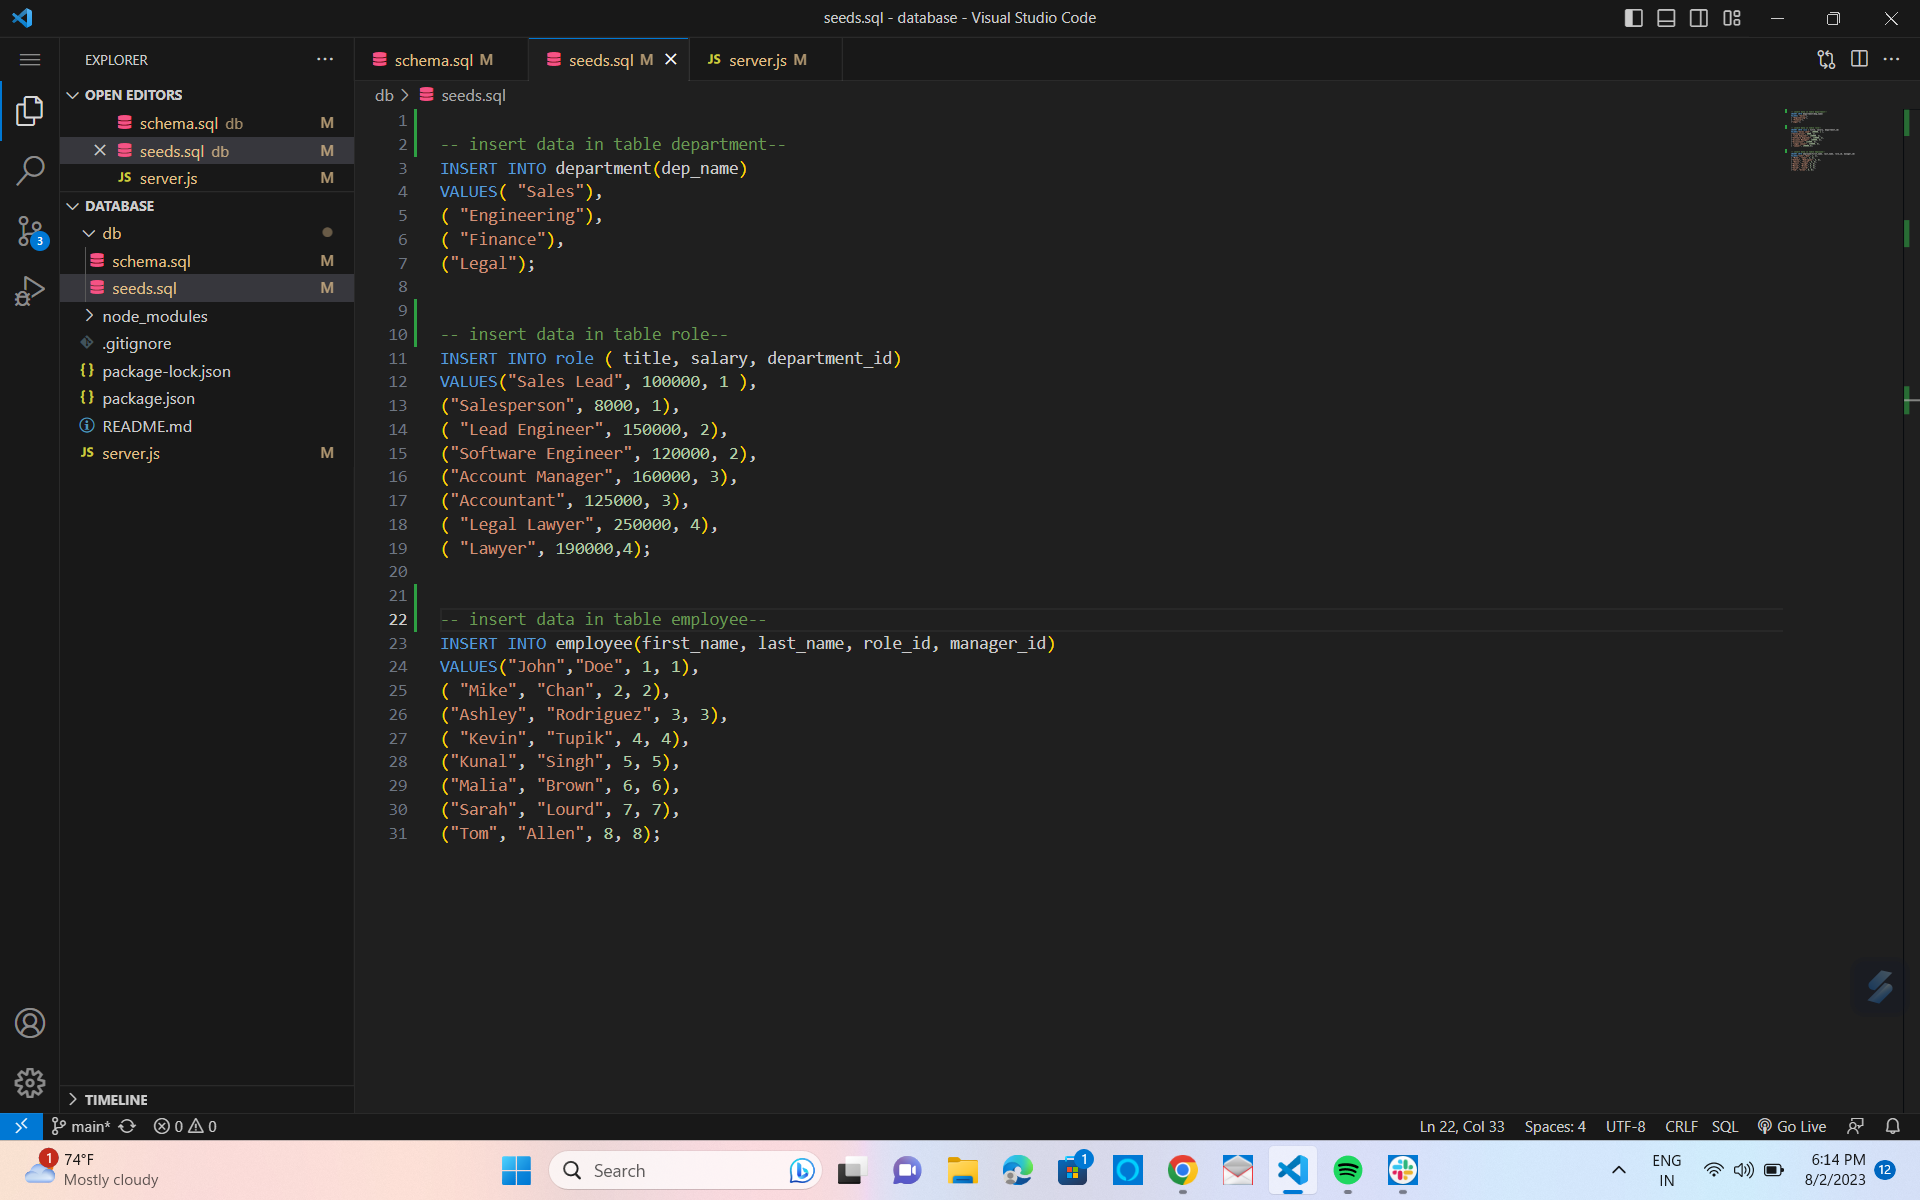 seeds.sql - database - Visual Studio Code
EXPLORER
OPEN EDITORS
schema.sql db M
seeds.sql db M
JS server.js M
DATABASE
db
schema.sql M
seeds.sql M
node_modules
.gitignore
{} package-lock.json
{} package.json
README.md
JS server.js M
3
TIMELINE
schema.sql M
seeds.sql M
JS server.js M
db > seeds.sql
1
2 -- insert data in table department--
3 INSERT INTO department(dep_name)
4 VALUES( "Sales"),
5 ( "Engineering"),
6 ( "Finance"),
7 ("Legal");
8
9
10 -- insert data in table role--
11 INSERT INTO role ( title, salary, department_id)
12 VALUES("Sales Lead", 100000, 1 ),
13 ("Salesperson", 8000, 1),
14 ( "Lead Engineer", 150000, 2),
15 ("Software Engineer", 120000, 2),
16 ("Account Manager", 160000, 3),
17 ("Accountant", 125000, 3),
18 ( "Legal Lawyer", 250000, 4),
19 ( "Lawyer", 190000,4);
20
21
22 -- insert data in table employee--
23 INSERT INTO employee(first_name, last_name, role_id, manager_id)
24 VALUES("John","Doe", 1, 1),
25 ( "Mike", "Chan", 2, 2),
26 ("Ashley", "Rodriguez", 3, 3),
27 ( "Kevin", "Tupik", 4, 4),
28 ("Kunal", "Singh", 5, 5),
29 ("Malia", "Brown", 6, 6),
30 ("Sarah", "Lourd", 7, 7),
31 ("Tom", "Allen", 8, 8);
main* 0 0
Ln 22, Col 33 Spaces: 4 UTF-8 CRLF SQL Go Live
1
74°F
Mostly cloudy
Search
1
ENG
IN
6:14 PM
8/2/2023
12